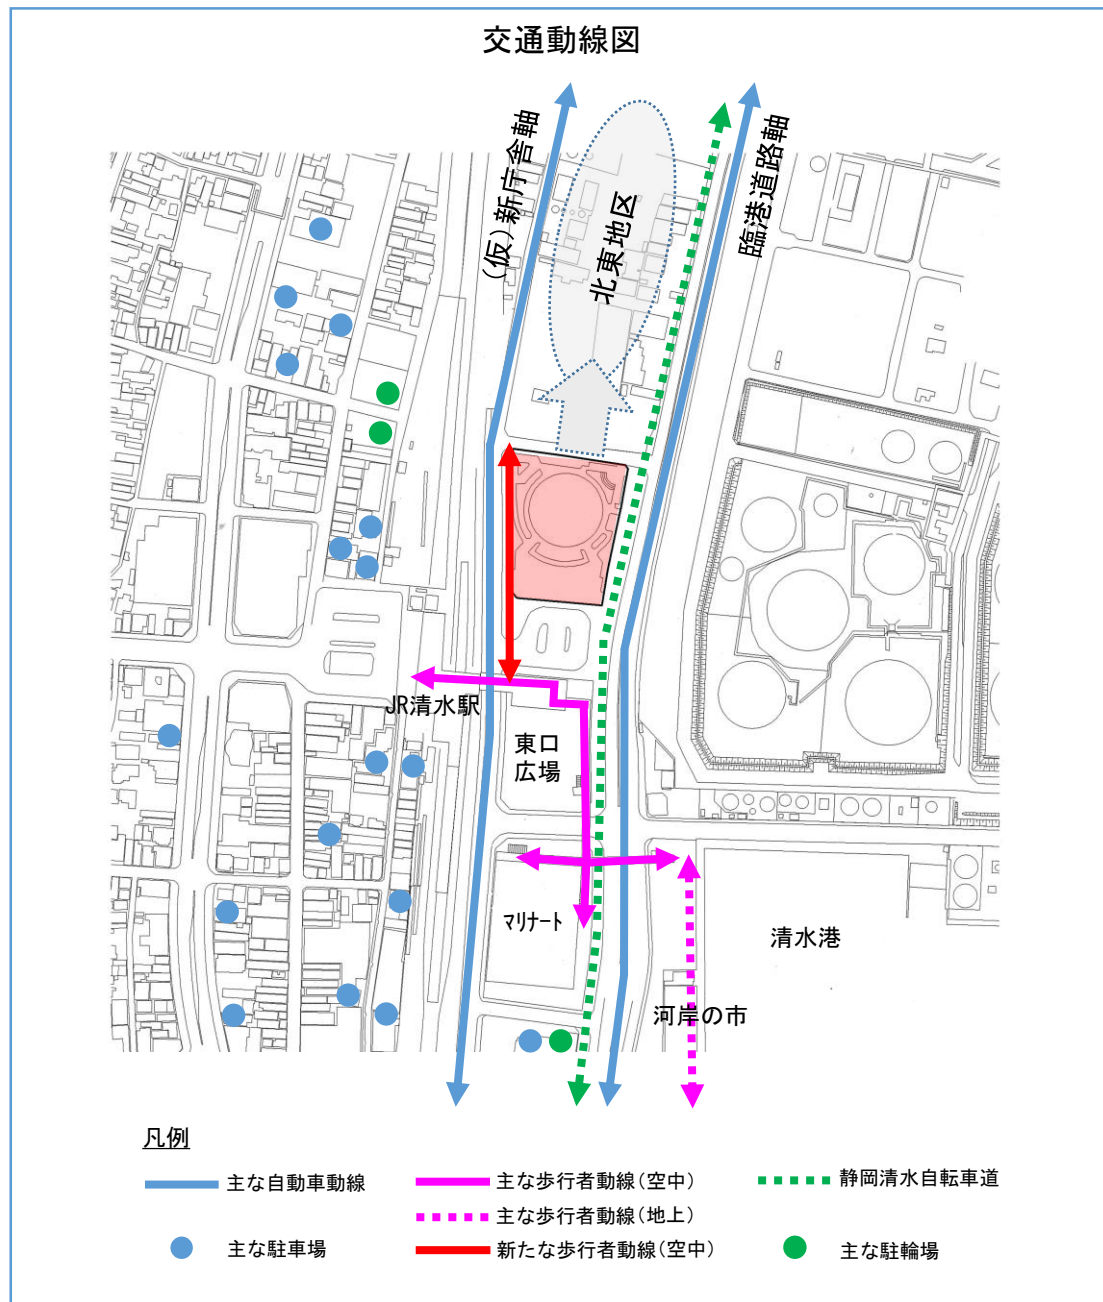 交通動線図
(仮)新庁舎軸
北東地区
臨港道路軸
JR清水駅
東口
広場
マリナート
清水港
河岸の市
凡例
主な自動車動線
主な歩行者動線(空中)
静岡清水自転車道
主な歩行者動線(地上)
主な駐車場
新たな歩行者動線(空中)
主な駐輪場